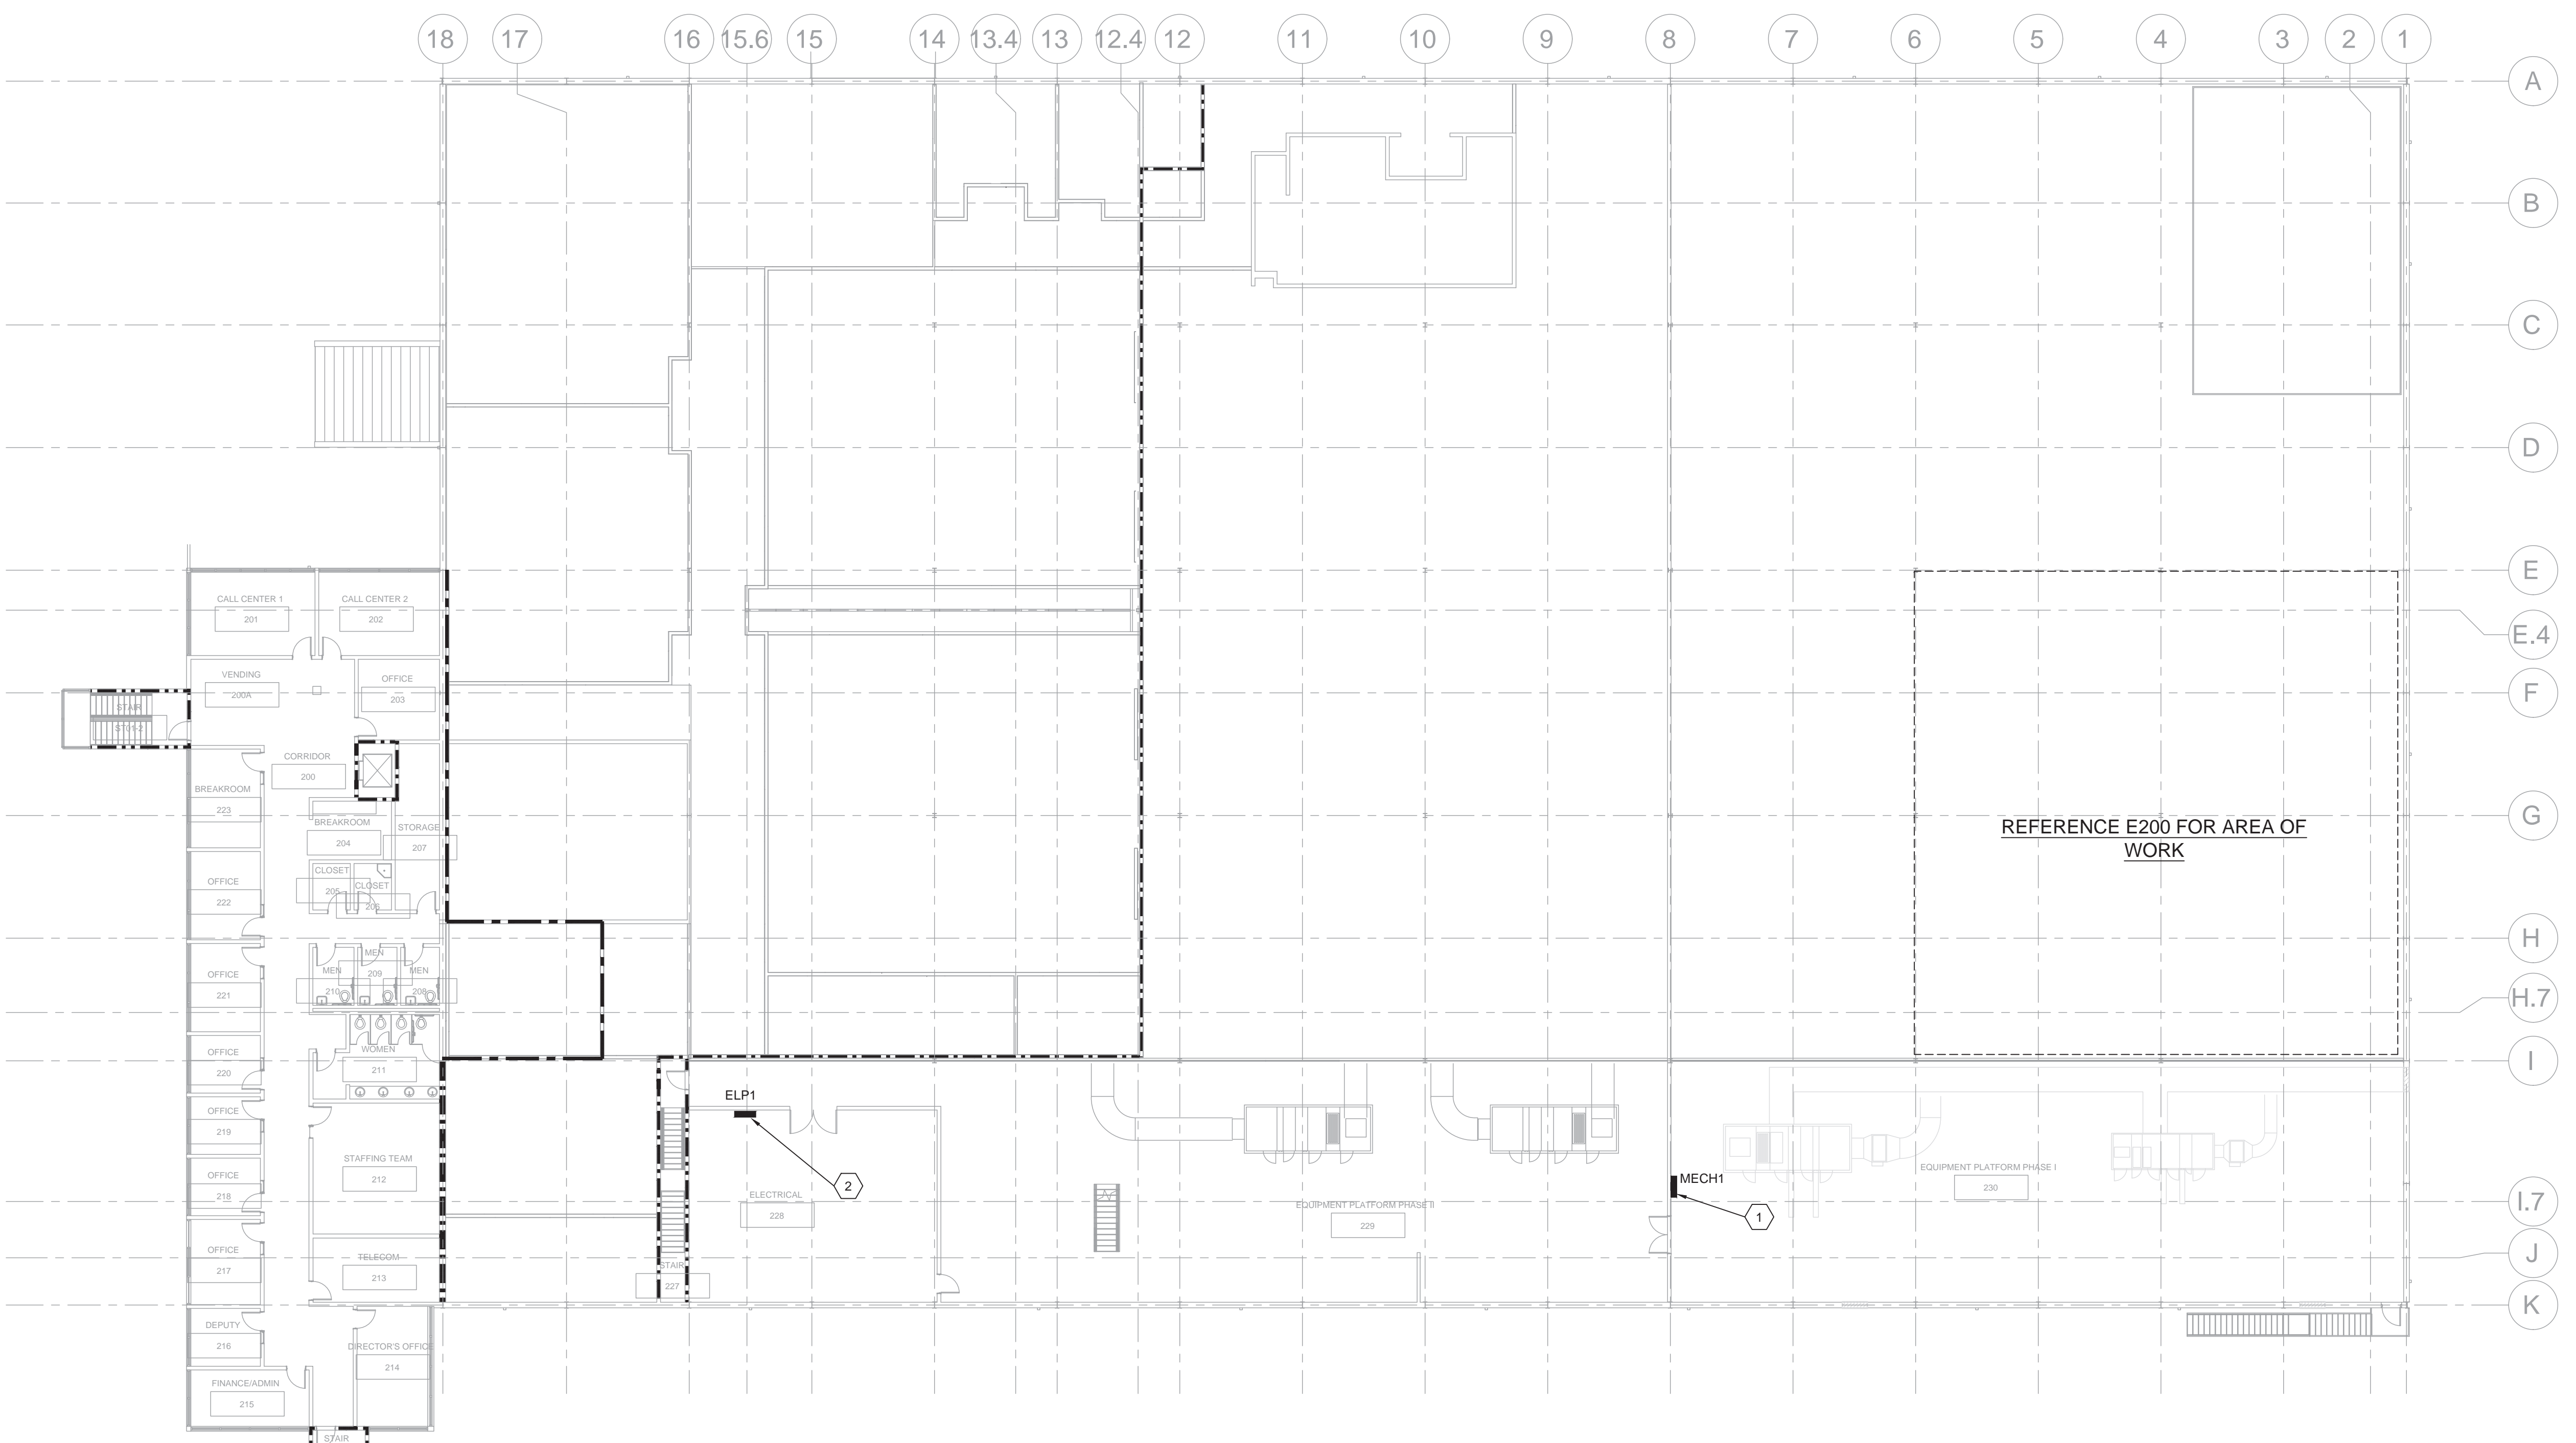 18 17 16 15.6 15 14 13.4 13 12.4 12 11 10 9 8 7 6 5 4 3 2 1
A
B
C
D
E
E.4
F
G
H
H.7
I
I.7
J
K
CALL CENTER 1
201
CALL CENTER 2
202
VENDING
200A
OFFICE
203
STAIR
ST01-2
CORRIDOR
200
BREAKROOM
223
BREAKROOM
204
STORAGE
207
CLOSET
205
CLOSET
206
OFFICE
222
MEN
209
MEN
210
MEN
208
OFFICE
221
WOMEN
211
OFFICE
220
OFFICE
219
STAFFING TEAM
212
OFFICE
218
OFFICE
217
TELECOM
213
DEPUTY
216
DIRECTOR'S OFFICE
214
FINANCE/ADMIN
215
STAIR
STAIR
227
ELP1
2
ELECTRICAL
228
EQUIPMENT PLATFORM PHASE II
229
MECH1
1
EQUIPMENT PLATFORM PHASE I
230
REFERENCE E200 FOR AREA OF
WORK